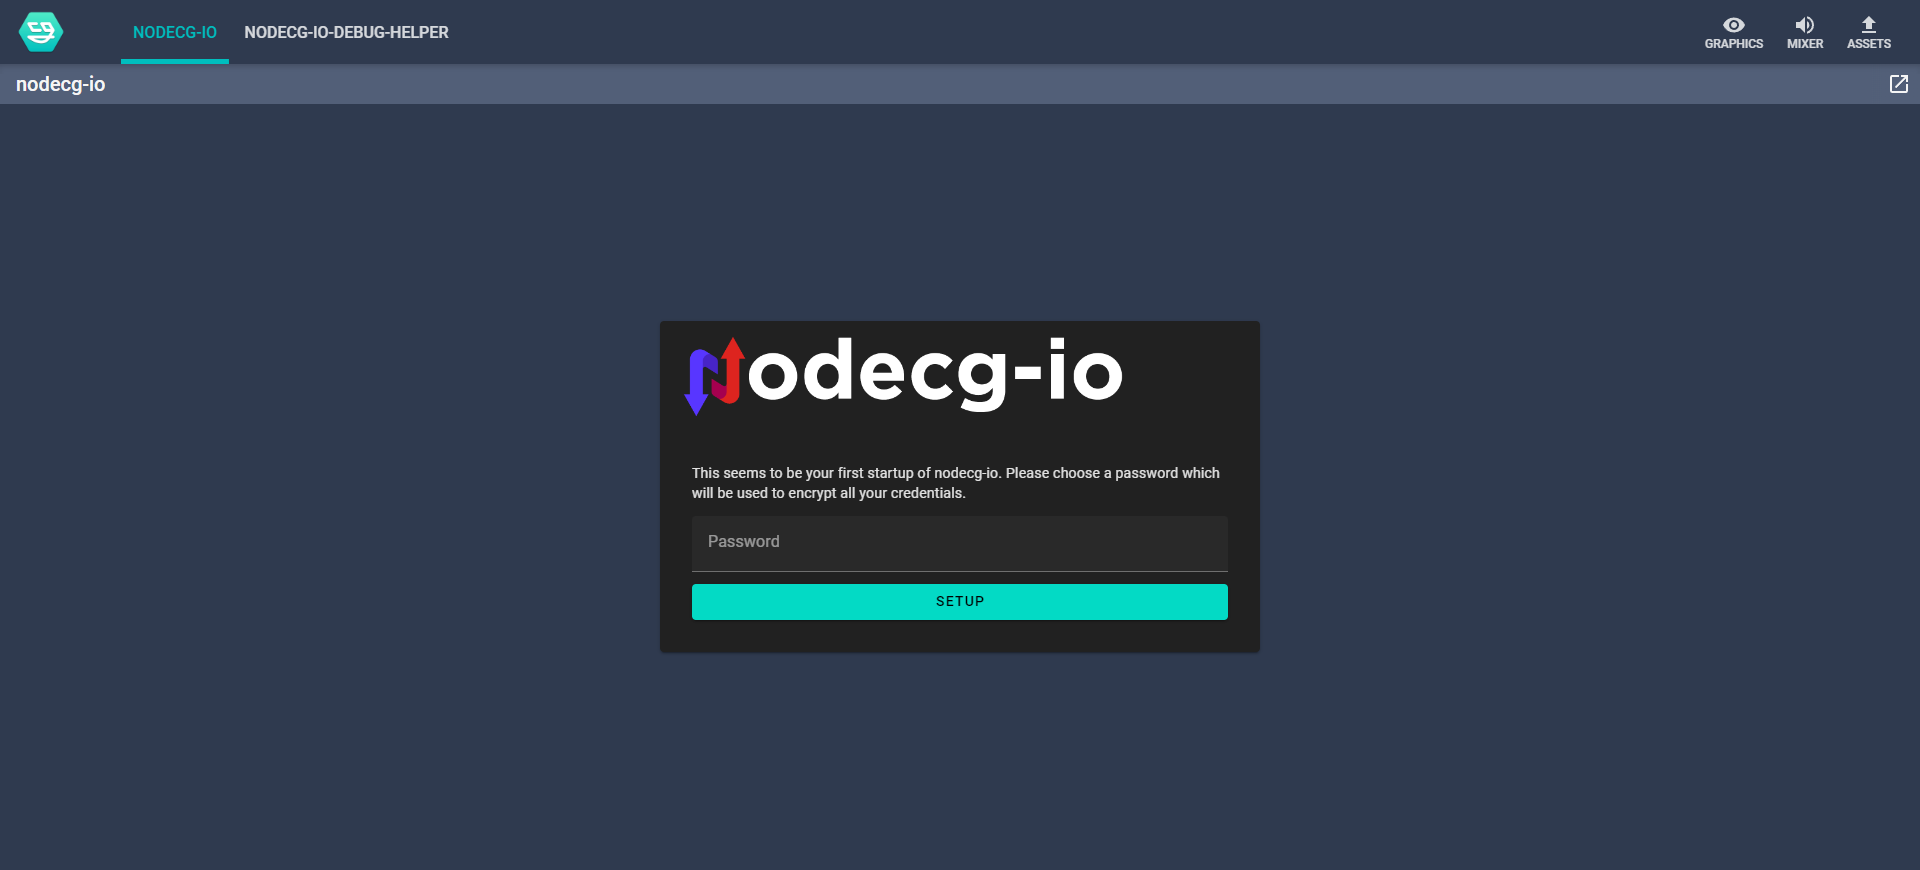 NODECG-IO
NODECG-IO-DEBUG-HELPER
GRAPHICS
MIXER
ASSETS
nodecg-io
Nodecg-io
This seems to be your first startup of nodecg-io. Please choose a password which
will be used to encrypt all your credentials.
Password
SETUP